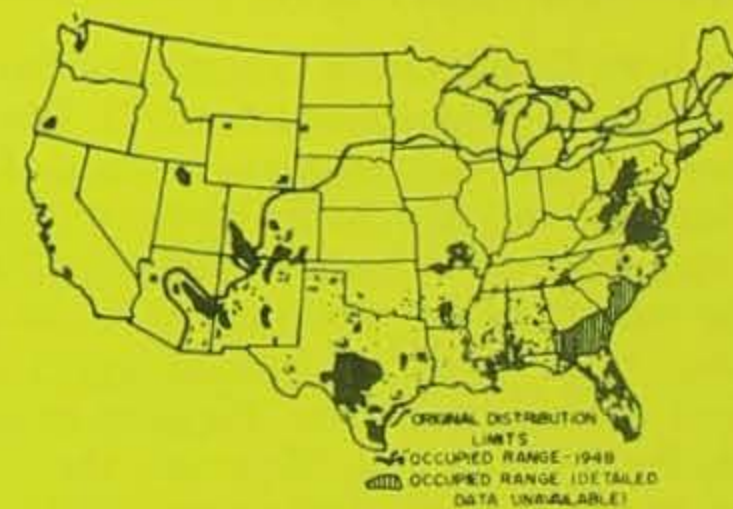 ORIGINAL DISTRIBUTION
LIMITS
OCCUPIED RANGE - 1948
OCCUPIED RANGE (DETAILED
DATA UNAVAILABLE)